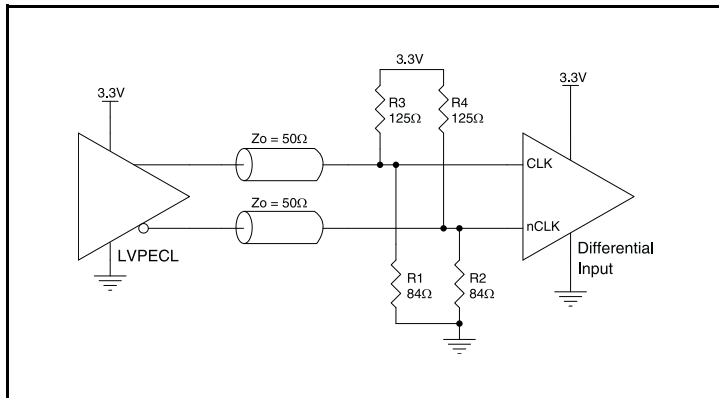 3.3V
R3
125Ω
R4
125Ω
3.3V
3.3V
Zo = 50Ω
CLK
Zo = 50Ω
nCLK
LVPECL
Differential
Input
R1
84Ω
R2
84Ω